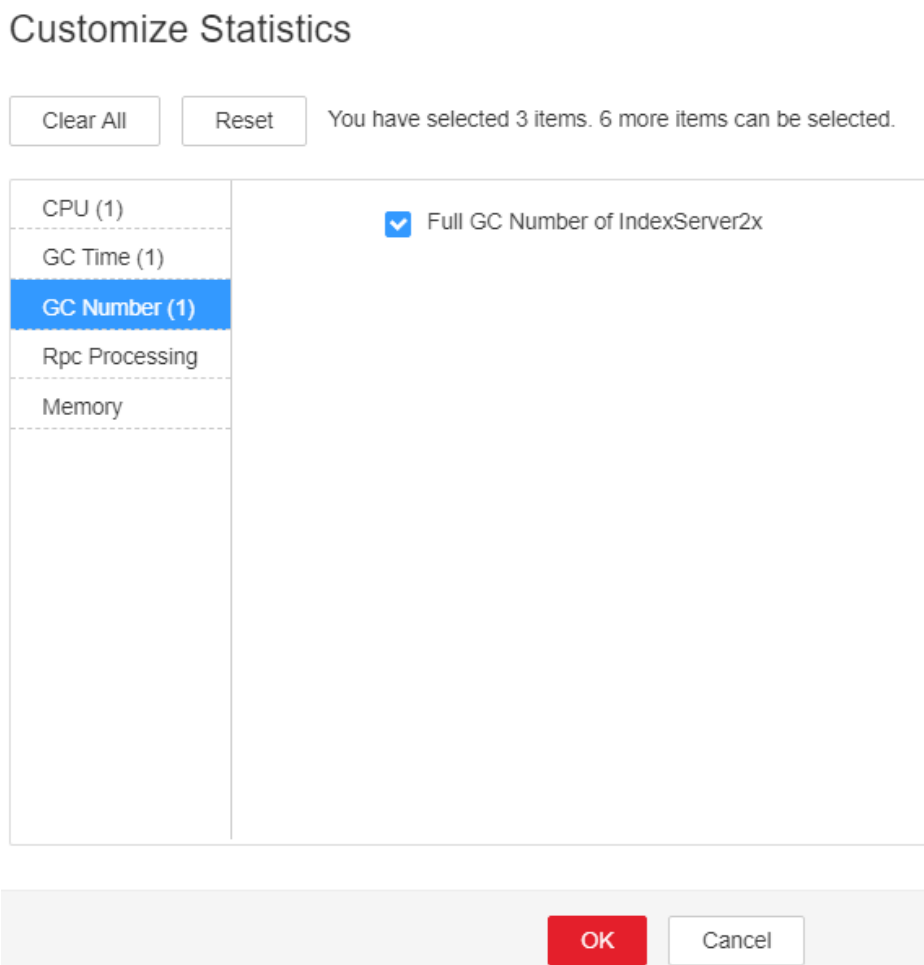 Customize Statistics
Clear All
Reset
You have selected 3 items. 6 more items can be selected.
CPU (1)
GC Time (1)
GC Number (1)
Rpc Processing
Memory
Full GC Number of IndexServer2x
OK
Cancel